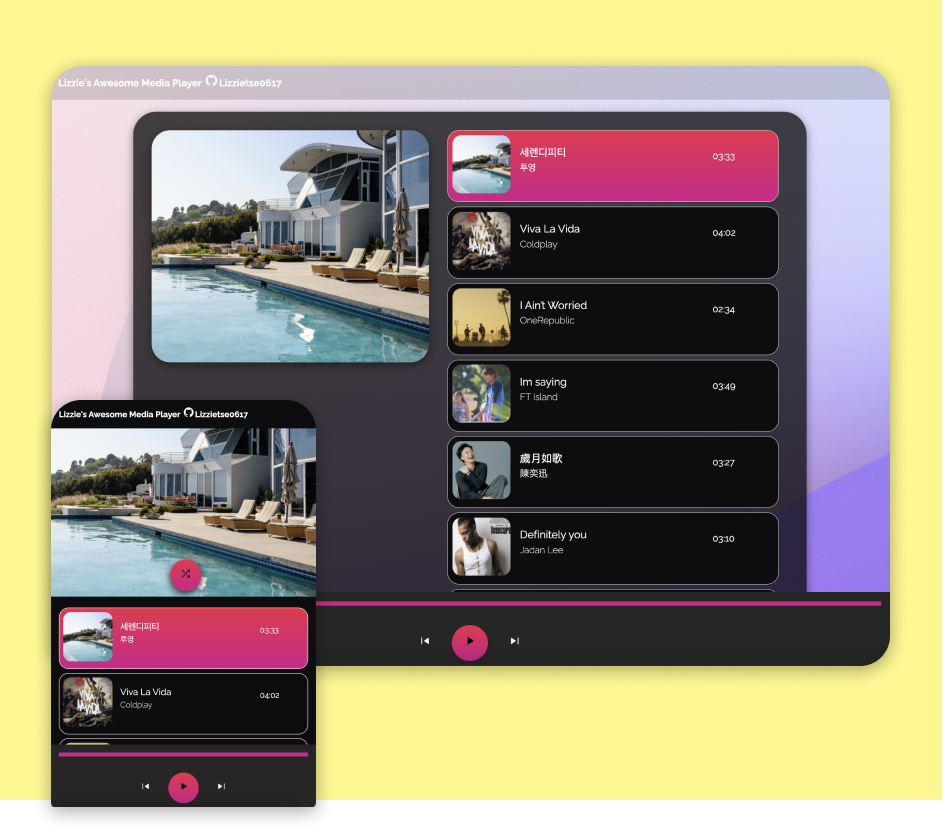 Lizzie's Awesome Media Player Lizzietse0617
세렌디피티
투영
03:33
Viva La Vida
Coldplay
04:02
I Ain't Worried
OneRepublic
02:34
Im saying
FT Island
03:49
歲月如歌
陳奕迅
03:27
Definitely you
Jadan Lee
03:10
VIVA
LA VIDA
Lizzie's Awesome Media Player Lizzietse0617
세렌디피티
투영
03:33
Viva La Vida
Coldplay
04:02